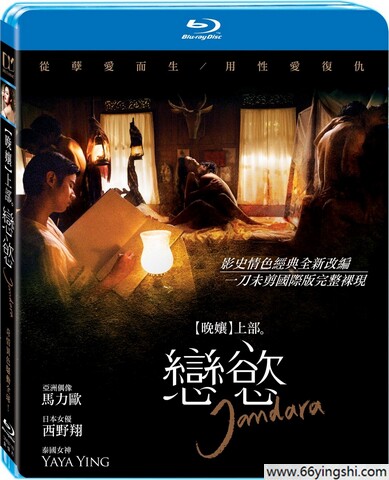 Blu-ray Disc
從孽愛而生/用性愛復仇
影史情色經典全新改編
一刀未剪國際版完整裸現
【晚孃】上部。
戀慾
Jandara
亞洲偶像
馬力歐
日本女優
西野翔
泰國女神
YAYA YING
【晚孃】上部。戀慾
Jandara
www.66yingshi.com